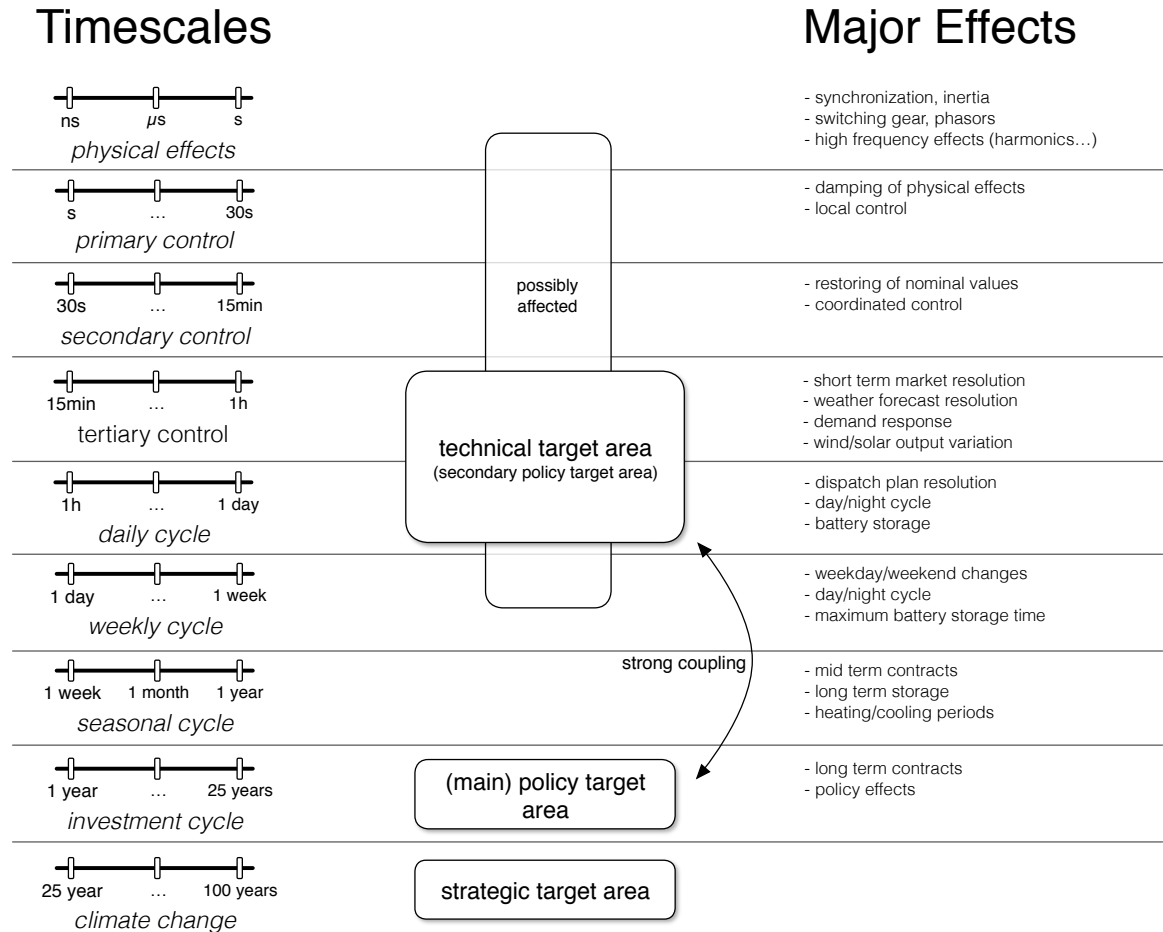 Timescales
Major Effects
ns
µs
s
physical effects
- synchronization, inertia
- switching gear, phasors
- high frequency effects (harmonics…)
s
...
30s
primary control
- damping of physical effects
- local control
30s
...
15min
secondary control
possibly
affected
- restoring of nominal values
- coordinated control
15min
...
1h
tertiary control
technical target area
(secondary policy target area)
- short term market resolution
- weather forecast resolution
- demand response
- wind/solar output variation
1h
...
1 day
daily cycle
- dispatch plan resolution
- day/night cycle
- battery storage
1 day
...
1 week
weekly cycle
- weekday/weekend changes
- day/night cycle
- maximum battery storage time
strong coupling
1 week
1 month
1 year
seasonal cycle
- mid term contracts
- long term storage
- heating/cooling periods
1 year
...
25 years
investment cycle
(main) policy target
area
- long term contracts
- policy effects
25 year
...
100 years
climate change
strategic target area